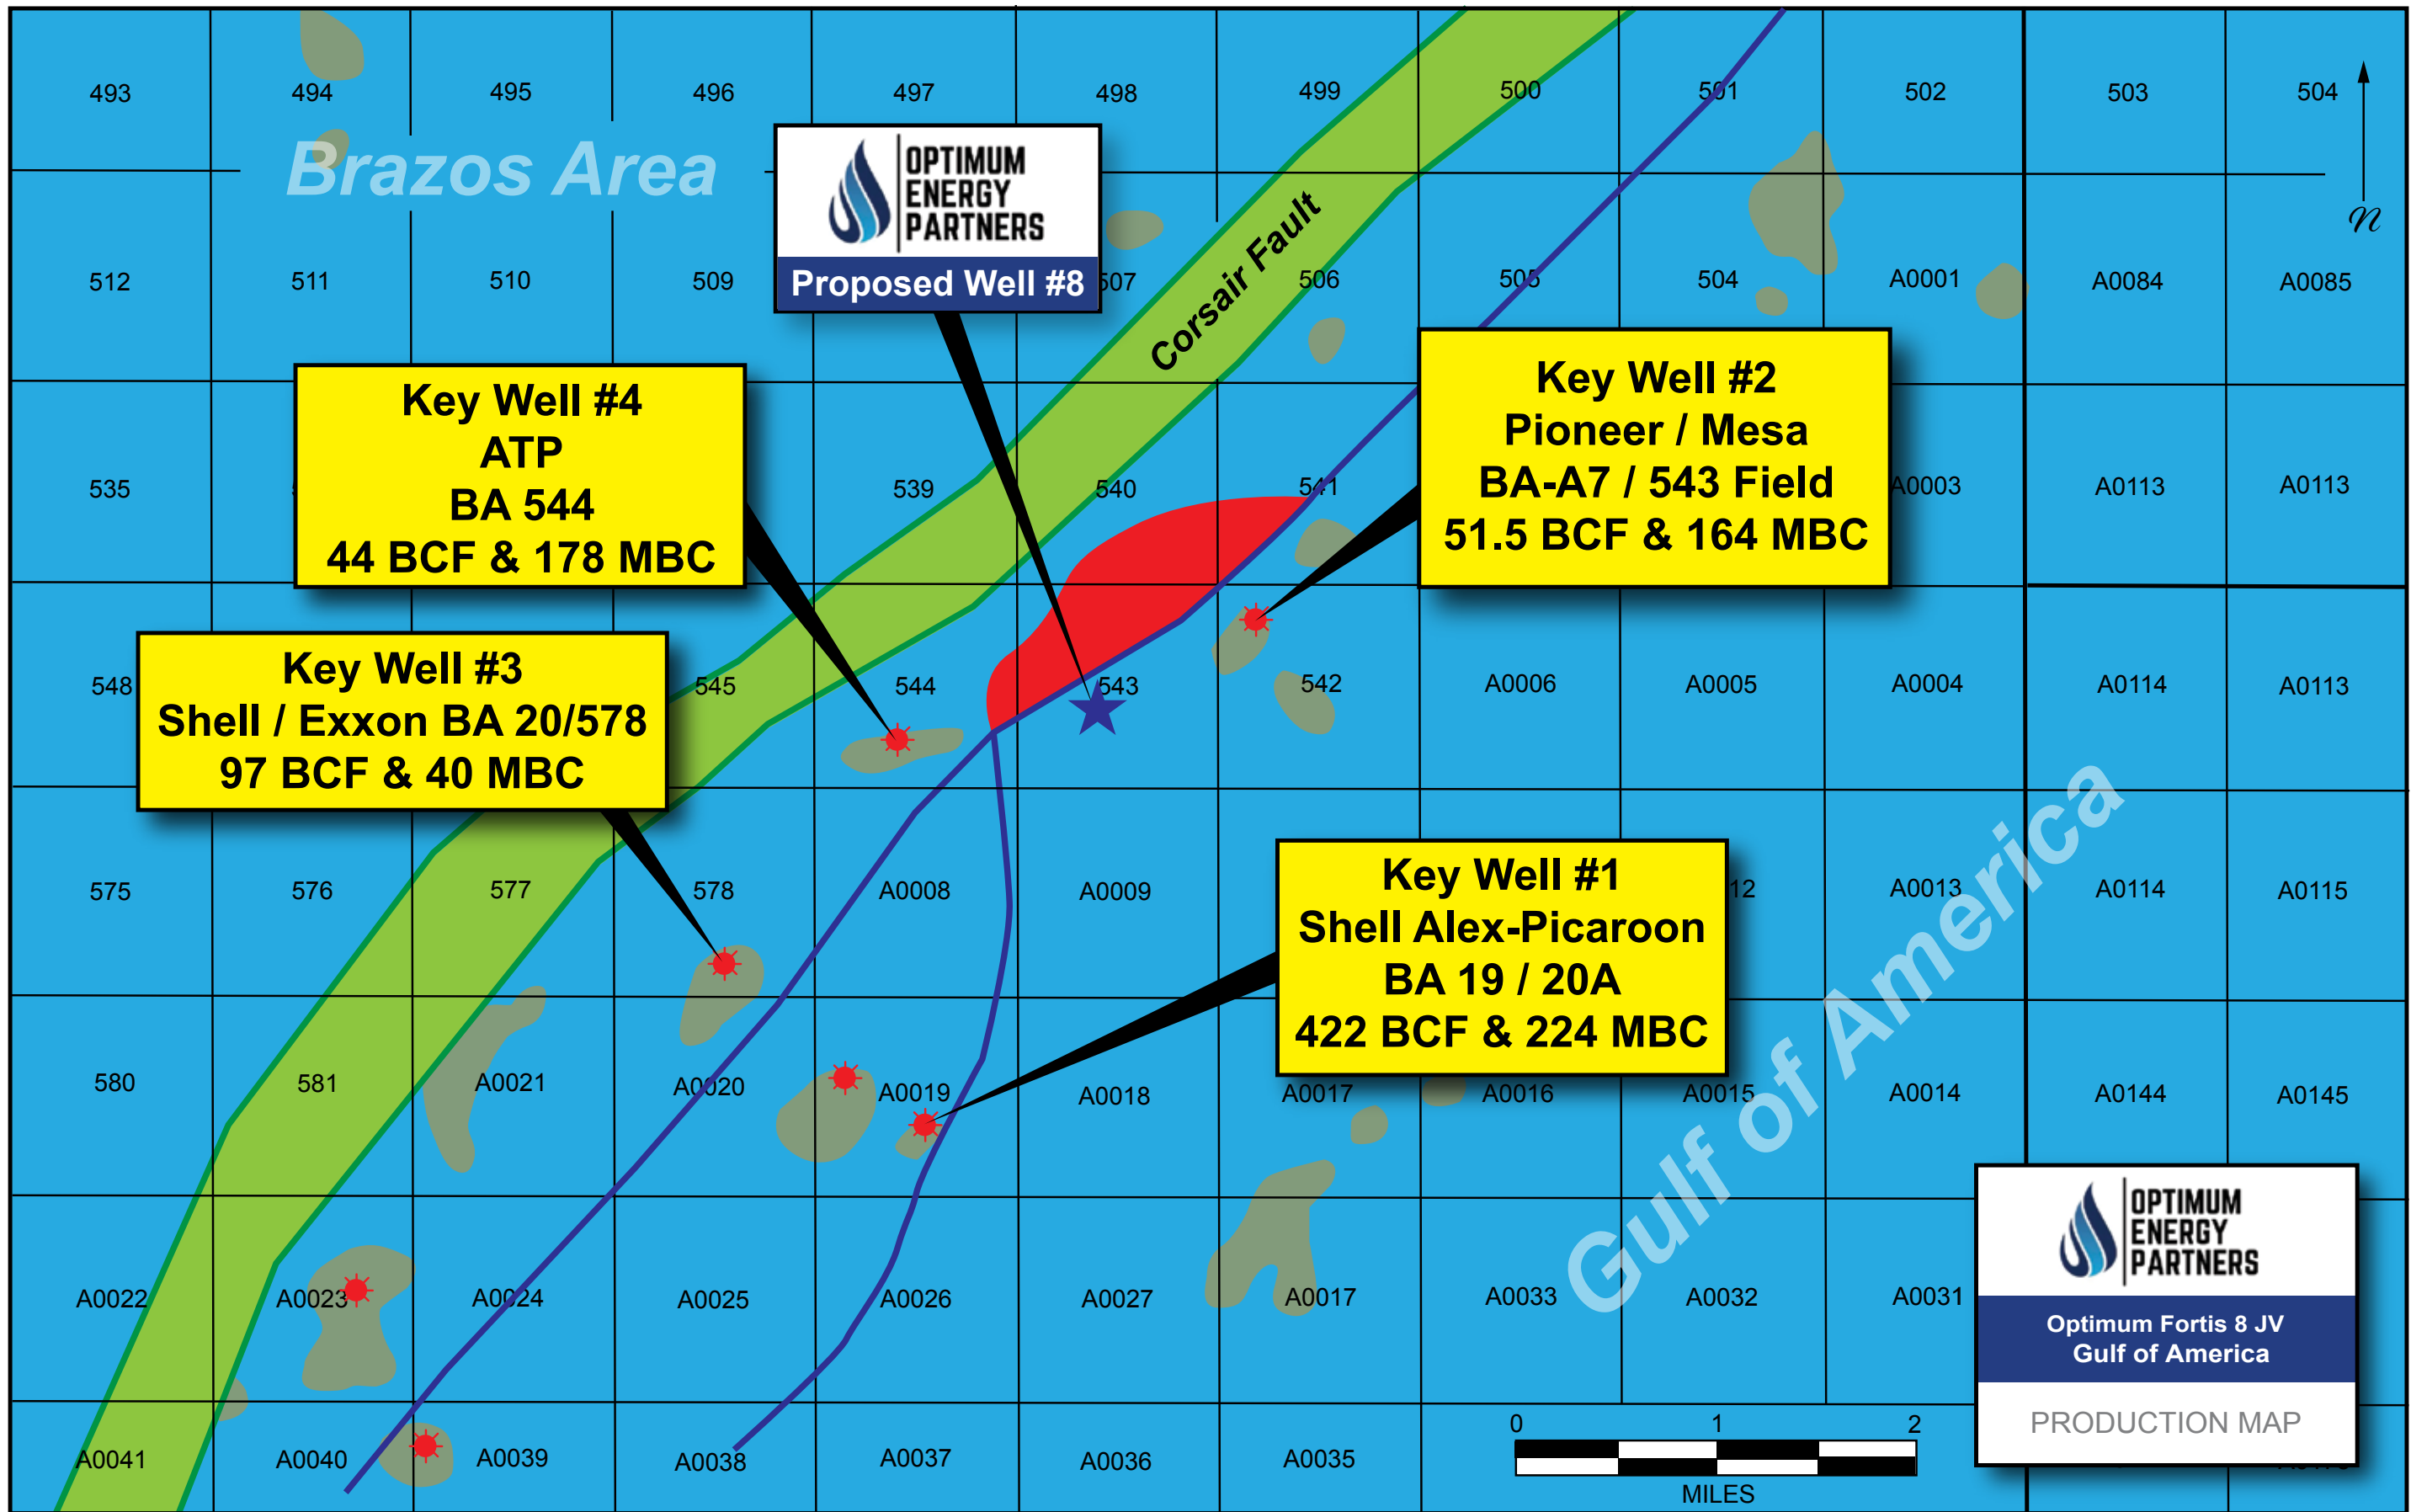 493 494 495 496 497 498 499 500 501 502 503 504
Brazos Area
OPTIMUM
ENERGY
PARTNERS
Proposed Well #8
n
Corsair Fault
512 511 510 509 507 506 505 504 A0001 A0084 A0085
Key Well #4
ATP
BA 544
44 BCF & 178 MBC
Key Well #2
Pioneer / Mesa
BA-A7 / 543 Field
51.5 BCF & 164 MBC
535 539 540 541 A0003 A0113 A0113
Key Well #3
Shell / Exxon BA 20/578
97 BCF & 40 MBC
548 545 544 543 542 A0006 A0005 A0004 A0114 A0113
Key Well #1
Shell Alex-Picaroon
BA 19 / 20A
422 BCF & 224 MBC
575 576 577 578 A0008 A0009 12 A0013 A0114 A0115
Gulf of America
580 581 A0021 A0020 A0019 A0018 A0017 A0016 A0015 A0014 A0144 A0145
A0022 A0023 A0024 A0025 A0026 A0027 A0017 A0033 A0032 A0031
OPTIMUM
ENERGY
PARTNERS
Optimum Fortis 8 JV
Gulf of America
PRODUCTION MAP
A0041 A0040 A0039 A0038 A0037 A0036 A0035
0 1 2
MILES